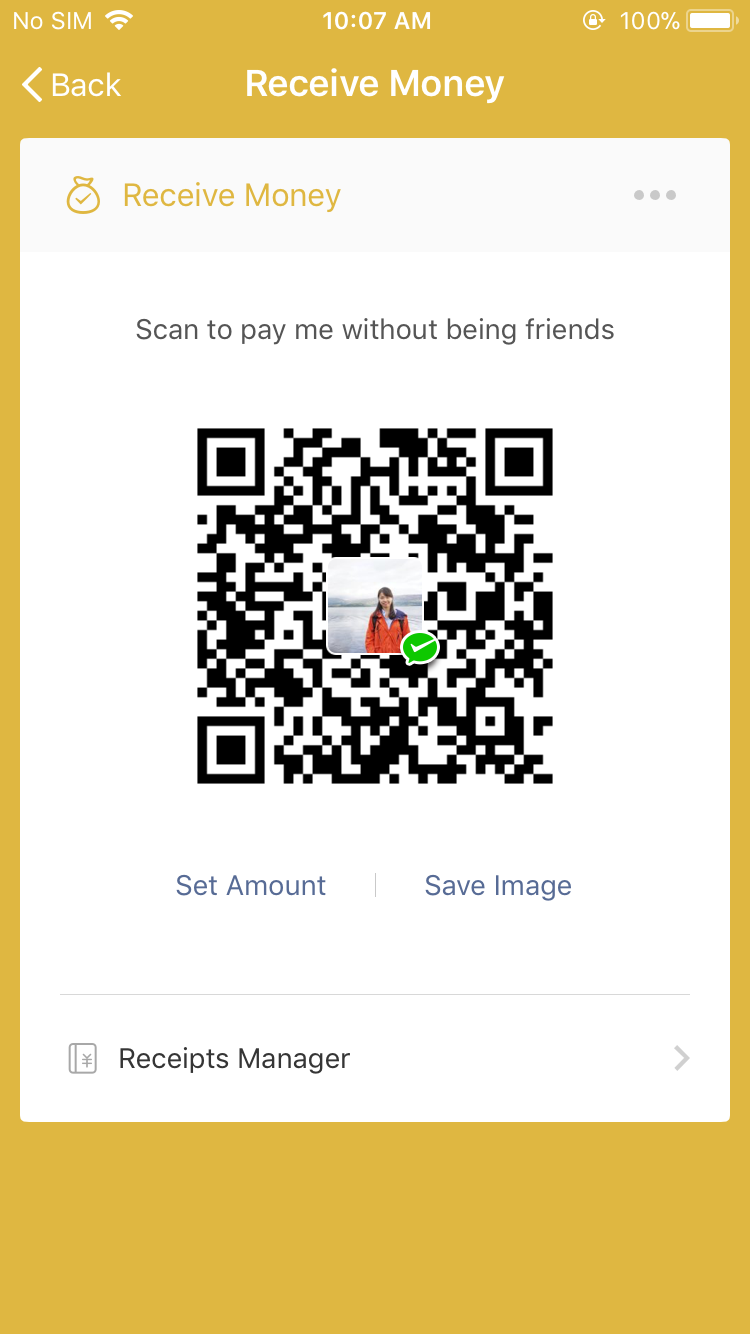 No SIM 10:07 AM 100%
Back Receive Money
Receive Money
Scan to pay me without being friends
Set Amount Save Image
¥ Receipts Manager